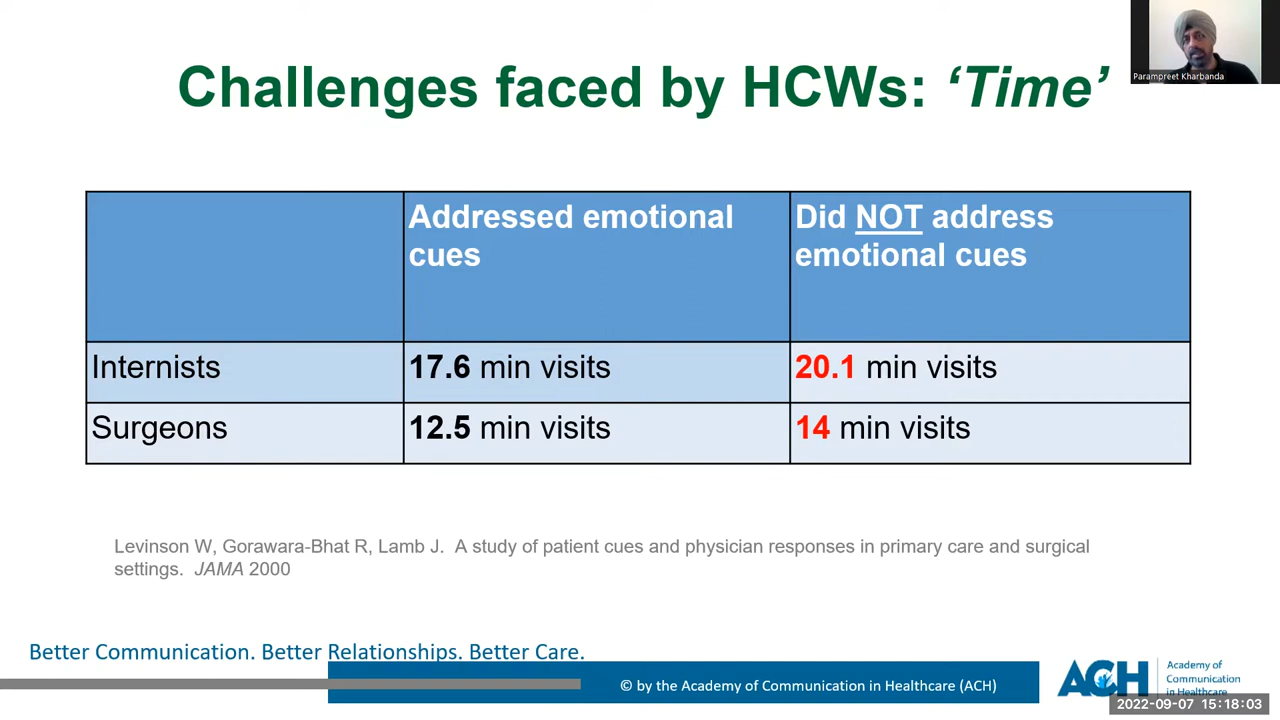 Parampreet Kharbanda
Challenges faced by HCWs: ‘Time’
Addressed emotional
cues
Did NOT address
emotional cues
Internists
17.6 min visits
20.1 min visits
Surgeons
12.5 min visits
14 min visits
Levinson W, Gorawara-Bhat R, Lamb J. A study of patient cues and physician responses in primary care and surgical
settings. JAMA 2000
Better Communication. Better Relationships. Better Care.
© by the Academy of Communication in Healthcare (ACH)
ACH
Academy of
Communication
in Healthcare
2022-09-07 15:18:03